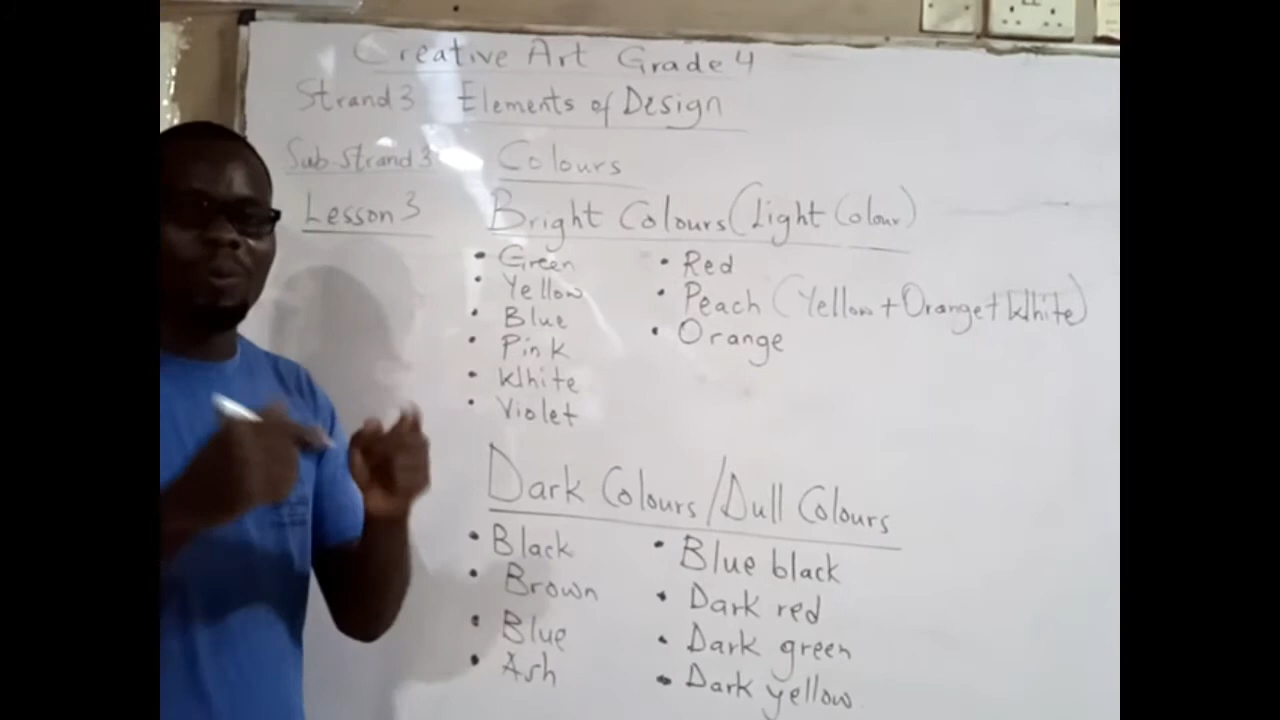 Creative Art Grade 4
Strand 3 Elements of Design
Sub-Strand 3 Colours
Lesson 3 Bright Colours (Light Colour)
• Green
• Yellow
• Blue
• Pink
• White
• Violet
• Red
• Peach (Yellow + Orange + White)
• Orange
Dark Colours/Dull Colours
• Black
• Brown
• Blue
• Ash
• Blue black
• Dark red
• Dark green
• Dark yellow